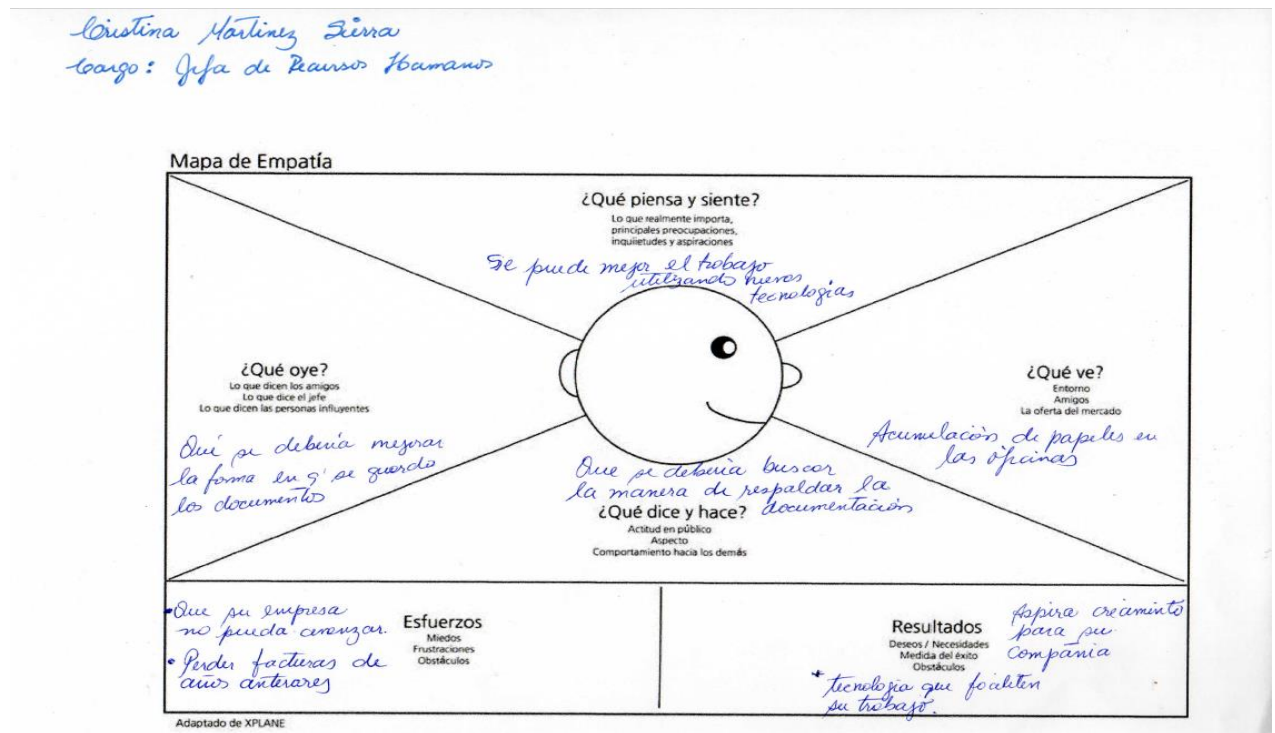 Cristina Martinez Sierra
Cargo: Jefa de Recursos Humanos
Mapa de Empatía
¿Qué piensa y siente?
Lo que realmente importa,
principales preocupaciones,
inquiietudes y aspiraciones
Se puede mejor el trabajo
utilizando nuevas
tecnologías
¿Qué oye?
Lo que dicen los amigos
Lo que dice el jefe
Lo que dicen las personas influyentes
Qué se debería mejorar
la forma en q' se guarda
los documentos
¿Qué ve?
Entorno
Amigos
La oferta del mercado
Acumulación de papeles en
las oficinas
Que se debería buscar
la manera de respaldar la
documentación
¿Qué dice y hace?
Actitud en público
Aspecto
Comportamiento hacia los demás
• Que su empresa
no pueda avanzar.
• Perder facturas de
años anterares
Esfuerzos
Miedos
Frustraciones
Obstáculos
Resultados
Deseos / Necesidades
Medida del éxito
Obstáculos
Aspira creaminto
para su
Compañia
* tecnología que faciliten
su trabajo.
Adaptado de XPLANE